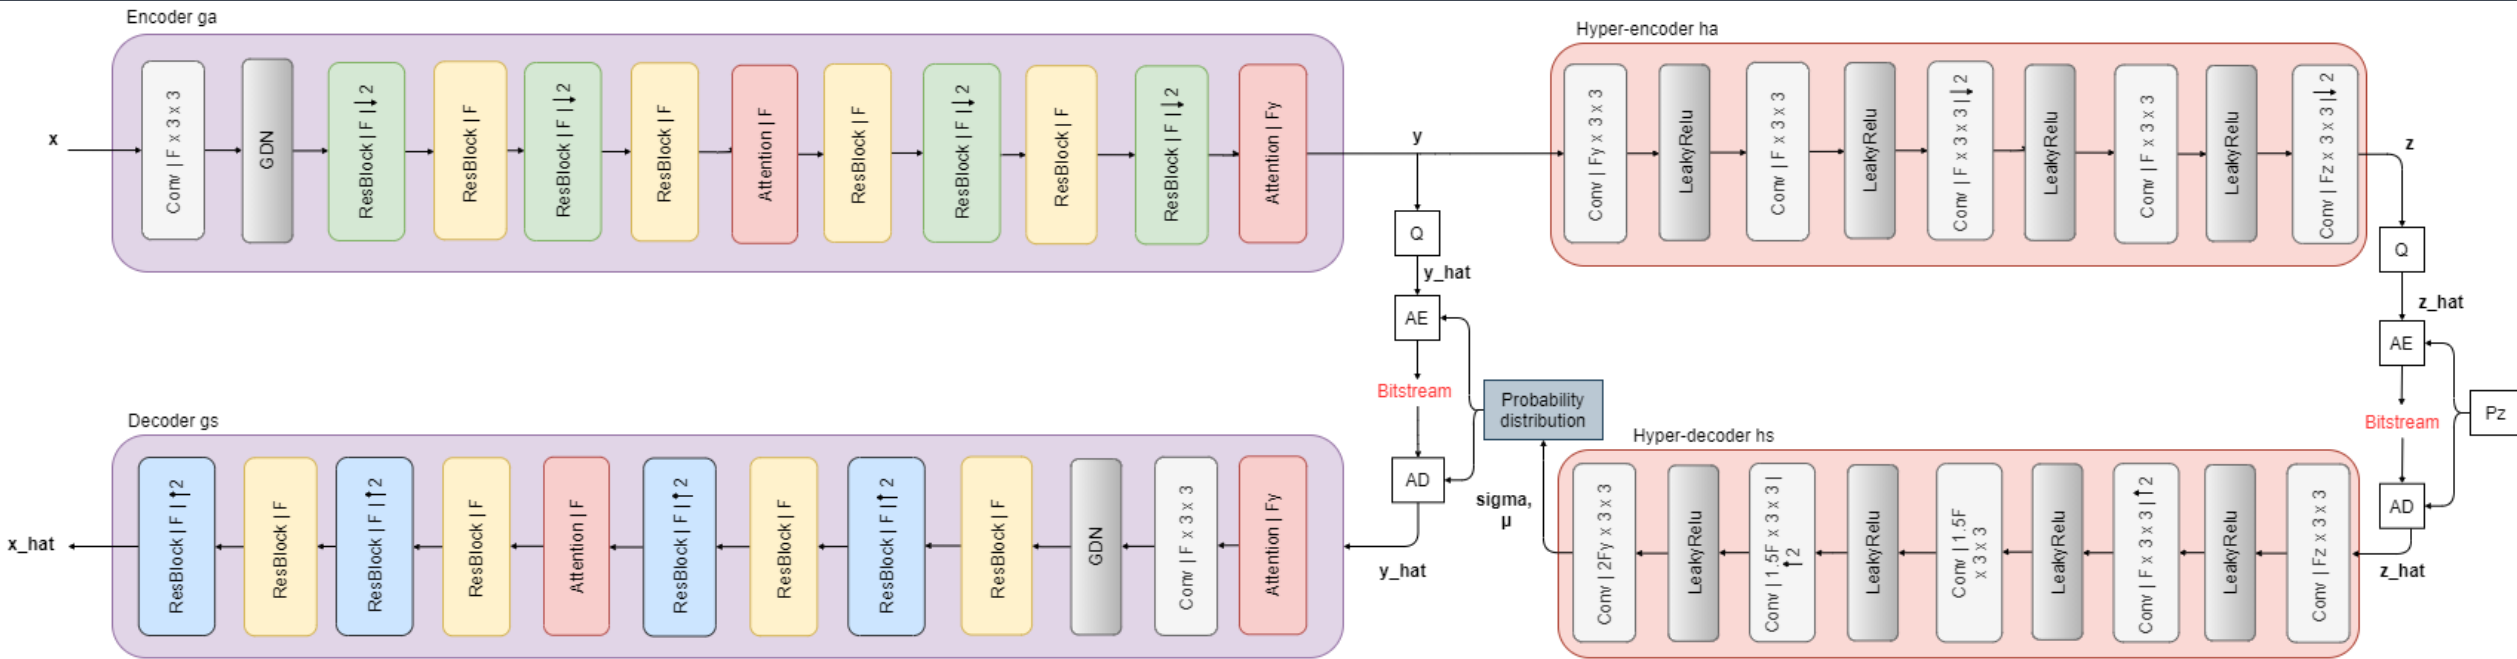 Encoder ga
x
Conv | F x 3 x 3
GDN
ResBlock | F |↓2
ResBlock | F
ResBlock | F |↓2
ResBlock | F
Attention | F
ResBlock | F
ResBlock | F |↓2
ResBlock | F
ResBlock | F |↓2
Attention | Fy
y
Hyper-encoder ha
Conv | Fy x 3 x 3
LeakyRelu
Conv | F x 3 x 3
LeakyRelu
Conv | F x 3 x 3 |↓2
LeakyRelu
Conv | F x 3 x 3
LeakyRelu
Conv | Fz x 3 x 3 |↓2
z
Q
y_hat
AE
Bitstream
AD
y_hat
Q
z_hat
AE
Bitstream
Pz
AD
z_hat
Probability
distribution
sigma,
μ
Hyper-decoder hs
Conv | 2Fy x 3 x 3
LeakyRelu
Conv | 1.5F x 3 x 3 |
↑2
LeakyRelu
Conv | 1.5F
x 3 x 3
LeakyRelu
Conv | F x 3 x 3 |↑2
LeakyRelu
Conv | Fz x 3 x 3
Decoder gs
x_hat
ResBlock | F |↑2
ResBlock | F
ResBlock | F |↑2
ResBlock | F
Attention | F
ResBlock | F |↑2
ResBlock | F
ResBlock | F |↑2
ResBlock | F
GDN
Conv | F x 3 x 3
Attention | Fy